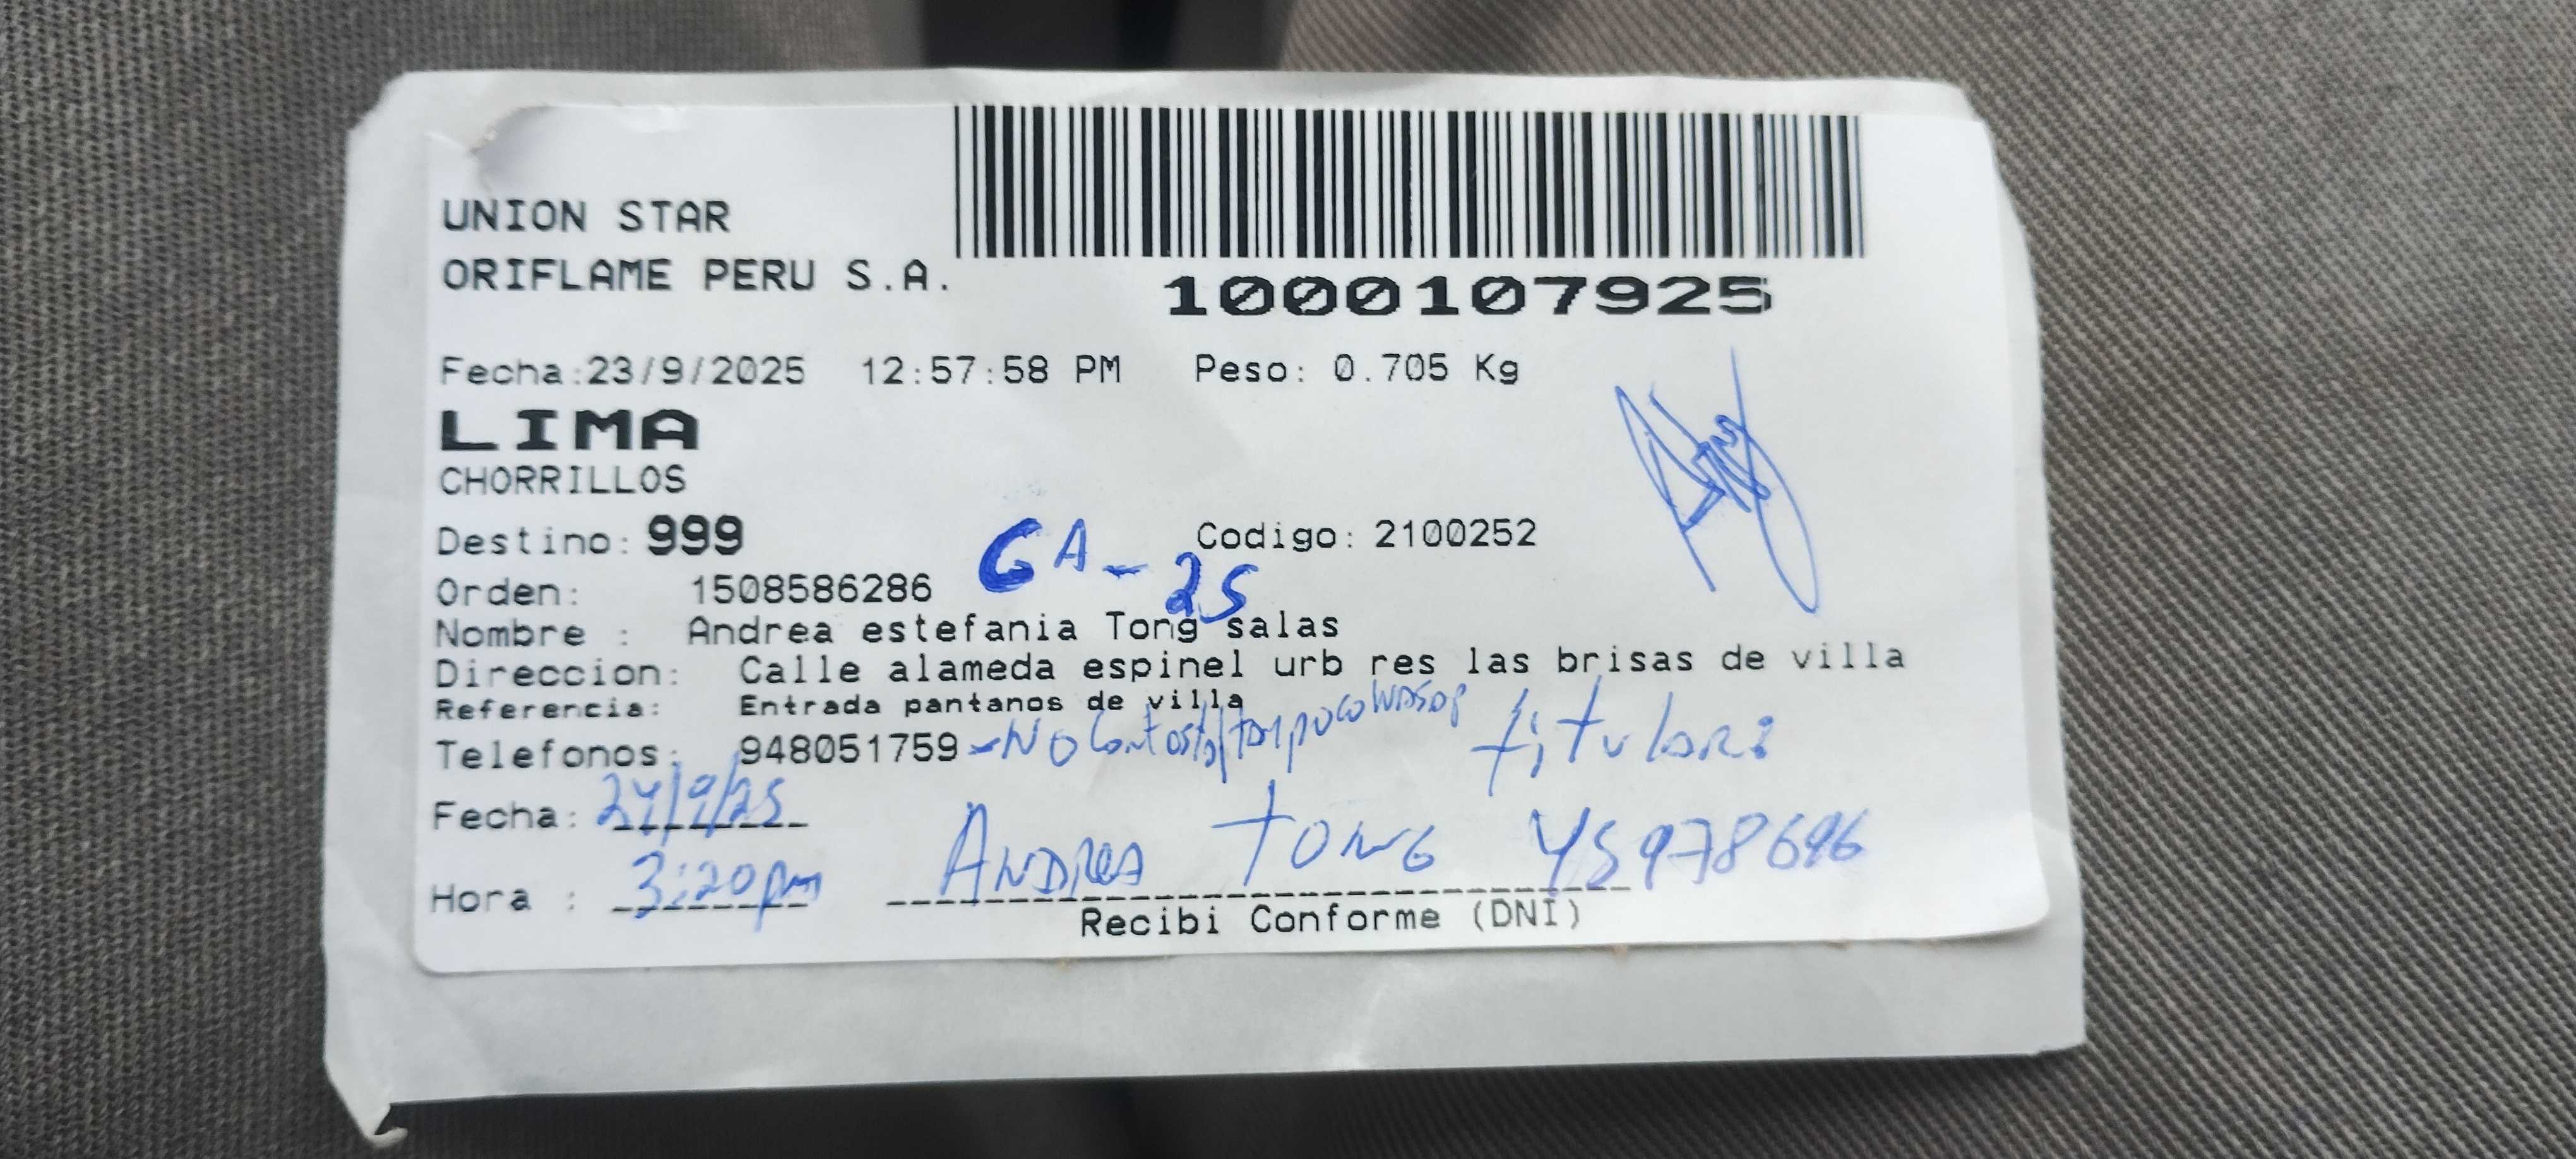 UNION STAR
ORIFLAME PERU S.A.
1000107925
Fecha:23/9/2025 12:57:58 PM Peso: 0.705 Kg
LIMA
CHORRILLOS
Destino: 999 Codigo: 2100252
GA-25
Orden: 1508586286
Nombre : Andrea estefania Tong salas
Direccion: Calle alameda espinel urb res las brisas de villa
Referencia: Entrada pantanos de villa
Telefonos: 948051759 - NO Contesta/tampoco titular:
Fecha: 24/9/25
Hora : 3:20pm ANDREA TONG
Recibi Conforme (DNI)